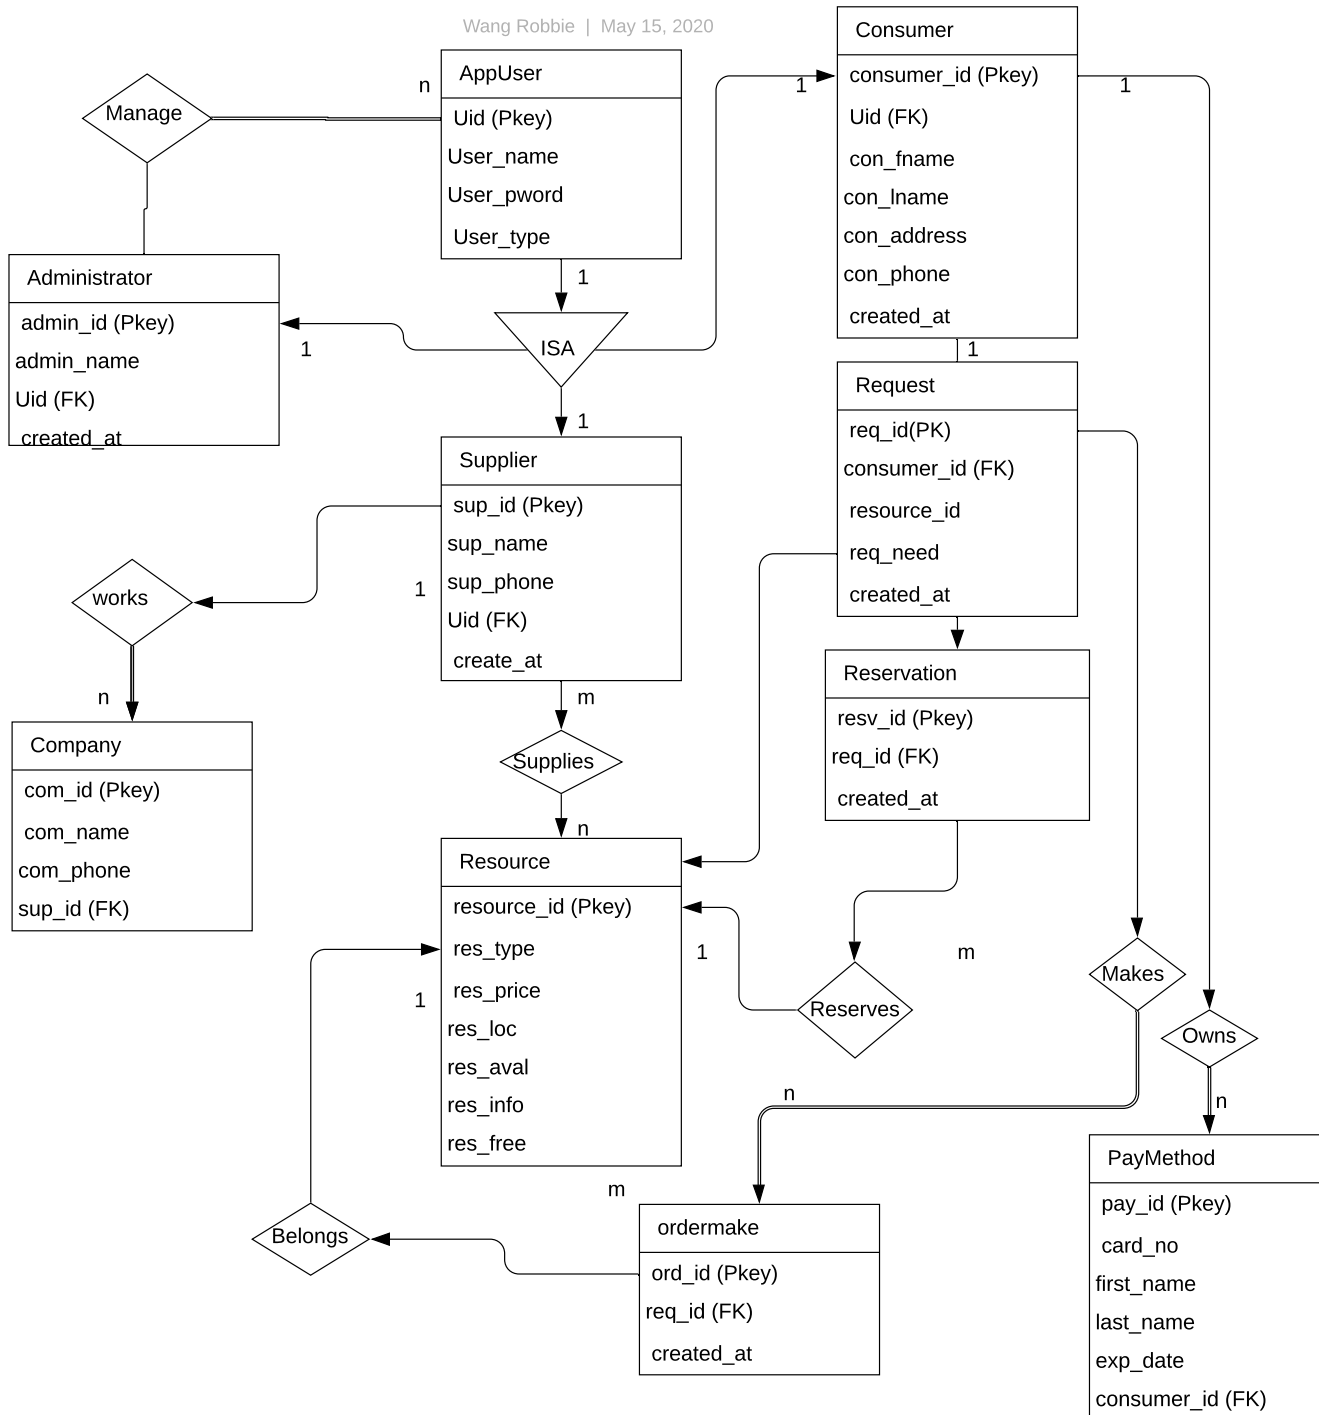 Wang Robbie | May 15, 2020
Manage
n
AppUser
Uid (Pkey)
User_name
User_pword
User_type
1
Consumer
consumer_id (Pkey)
Uid (FK)
con_fname
con_lname
con_address
con_phone
created_at
1
1
1
Administrator
admin_id (Pkey)
admin_name
Uid (FK)
created_at
1
ISA
1
Supplier
sup_id (Pkey)
sup_name
sup_phone
Uid (FK)
create_at
1
m
Request
req_id(PK)
consumer_id (FK)
resource_id
req_need
created_at
works
n
Company
com_id (Pkey)
com_name
com_phone
sup_id (FK)
Supplies
n
Reservation
resv_id (Pkey)
req_id (FK)
created_at
Resource
resource_id (Pkey)
res_type
res_price
res_loc
res_aval
res_info
res_free
1
1
m
Reserves
Makes
Owns
n
n
m
Belongs
ordermake
ord_id (Pkey)
req_id (FK)
created_at
PayMethod
pay_id (Pkey)
card_no
first_name
last_name
exp_date
consumer_id (FK)